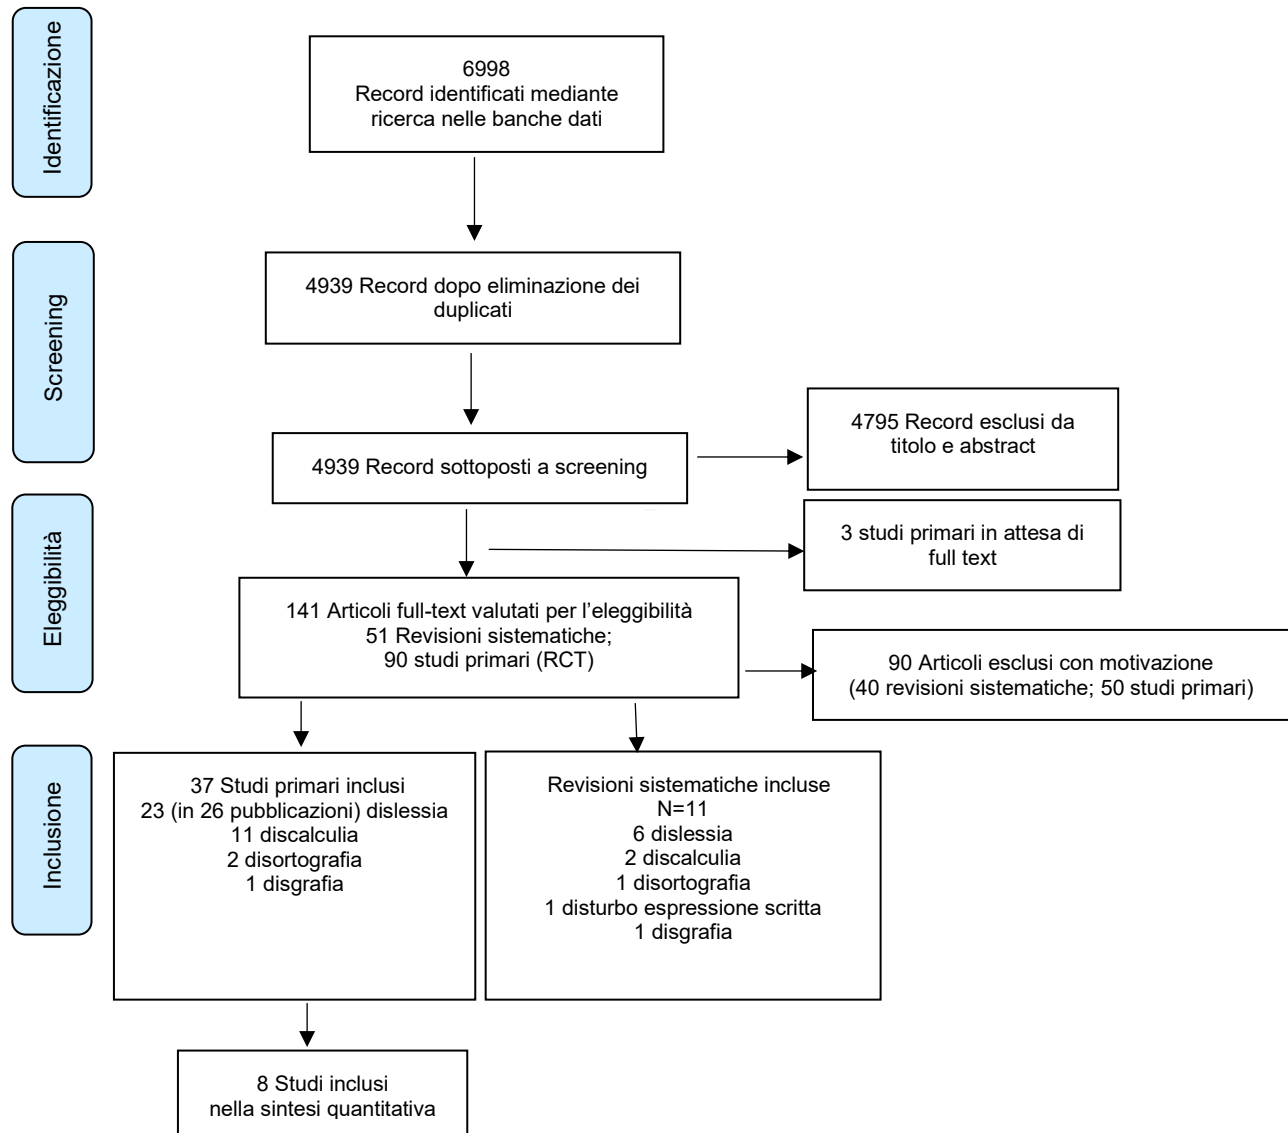 Identificazione
6998
Record identificati mediante
ricerca nelle banche dati
Screening
4939 Record dopo eliminazione dei
duplicati
4939 Record sottoposti a screening
4795 Record esclusi da
titolo e abstract
Eleggibilità
3 studi primari in attesa di
full text
141 Articoli full-text valutati per l'eleggibilità
51 Revisioni sistematiche;
90 studi primari (RCT)
90 Articoli esclusi con motivazione
(40 revisioni sistematiche; 50 studi primari)
Inclusione
37 Studi primari inclusi
23 (in 26 pubblicazioni) dislessia
11 discalculia
2 disortografia
1 disgrafia
Revisioni sistematiche incluse
N=11
6 dislessia
2 discalculia
1 disortografia
1 disturbo espressione scritta
1 disgrafia
8 Studi inclusi
nella sintesi quantitativa